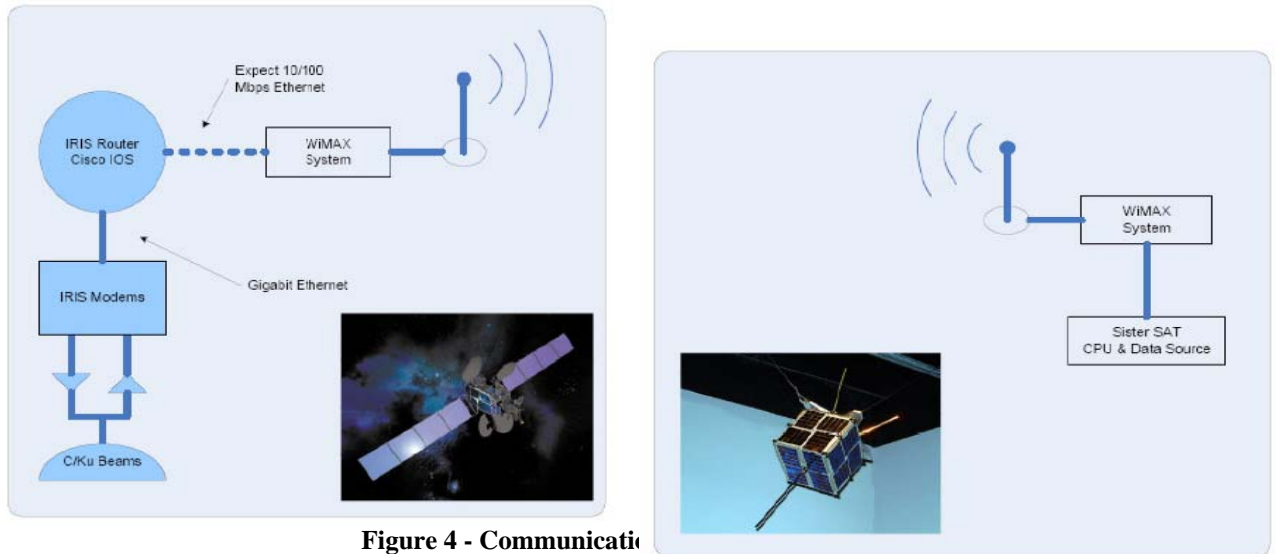 Expect 10/100
Mbps Ethernet
IRIS Router
Cisco IOS
WiMAX
System
Gigabit Ethernet
IRIS Modems
C/Ku Beams
WiMAX
System
Sister SAT
CPU & Data Source
Figure 4 -